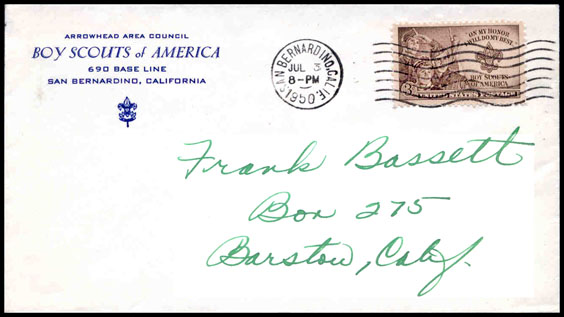 ARROWHEAD AREA COUNCIL
BOY SCOUTS of AMERICA
690 BASE LINE
SAN BERNARDINO, CALIFORNIA
SAN BERNARDINO, CALIF.
JUL 3
8-PM
1950
"ON MY HONOR
I WILL DO MY BEST"
BOY SCOUTS
OF AMERICA
3¢
UNITED STATES POSTAGE
Frank Bassett
Box 275
Barstow, Calif.